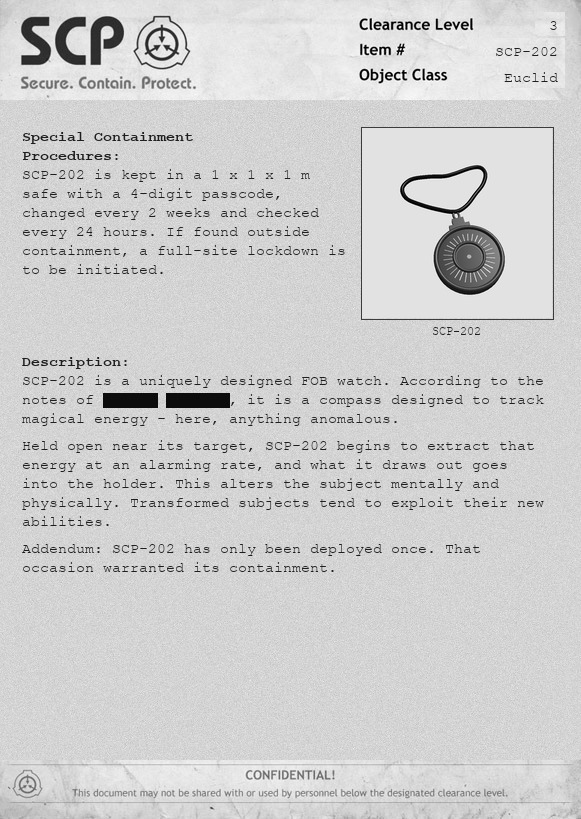 SCP
Secure. Contain. Protect.
Clearance Level 3
Item # SCP-202
Object Class Euclid
Special Containment
Procedures:
SCP-202 is kept in a 1 x 1 x 1 m
safe with a 4-digit passcode,
changed every 2 weeks and checked
every 24 hours. If found outside
containment, a full-site lockdown is
to be initiated.
SCP-202
Description:
SCP-202 is a uniquely designed FOB watch. According to the
notes of , it is a compass designed to track
magical energy - here, anything anomalous.
Held open near its target, SCP-202 begins to extract that
energy at an alarming rate, and what it draws out goes
into the holder. This alters the subject mentally and
physically. Transformed subjects tend to exploit their new
abilities.
Addendum: SCP-202 has only been deployed once. That
occasion warranted its containment.
CONFIDENTIAL!
This document may not be shared with or used by personnel below the designated clearance level.